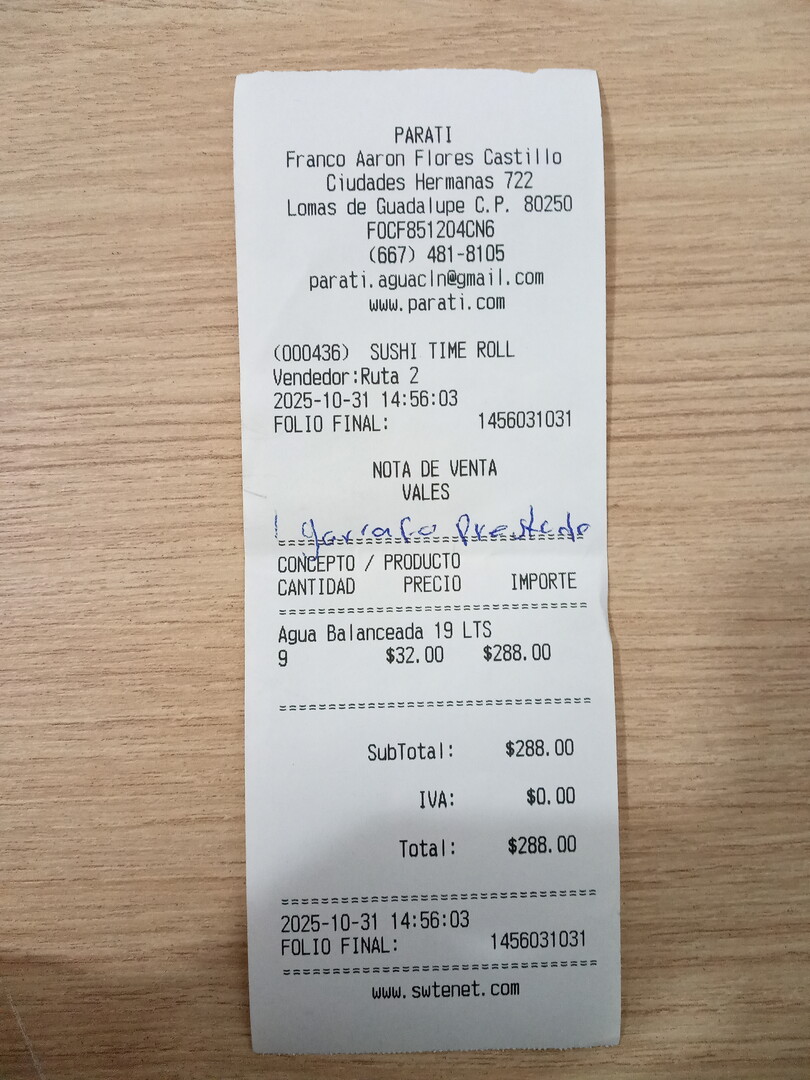 PARATI
Franco Aaron Flores Castillo
Ciudades Hermanas 722
Lomas de Guadalupe C.P. 80250
FOCF851204CN6
(667) 481-8105
parati.aguacln@gmail.com
www.parati.com
(000436) SUSHI TIME ROLL
Vendedor:Ruta 2
2025-10-31 14:56:03
FOLIO FINAL: 1456031031
NOTA DE VENTA
VALES
1 garrafo Prestado
CONCEPTO / PRODUCTO
CANTIDAD PRECIO IMPORTE
Agua Balanceada 19 LTS
9 $32.00 $288.00
SubTotal: $288.00
IVA: $0.00
Total: $288.00
2025-10-31 14:56:03
FOLIO FINAL: 1456031031
www.swtenet.com